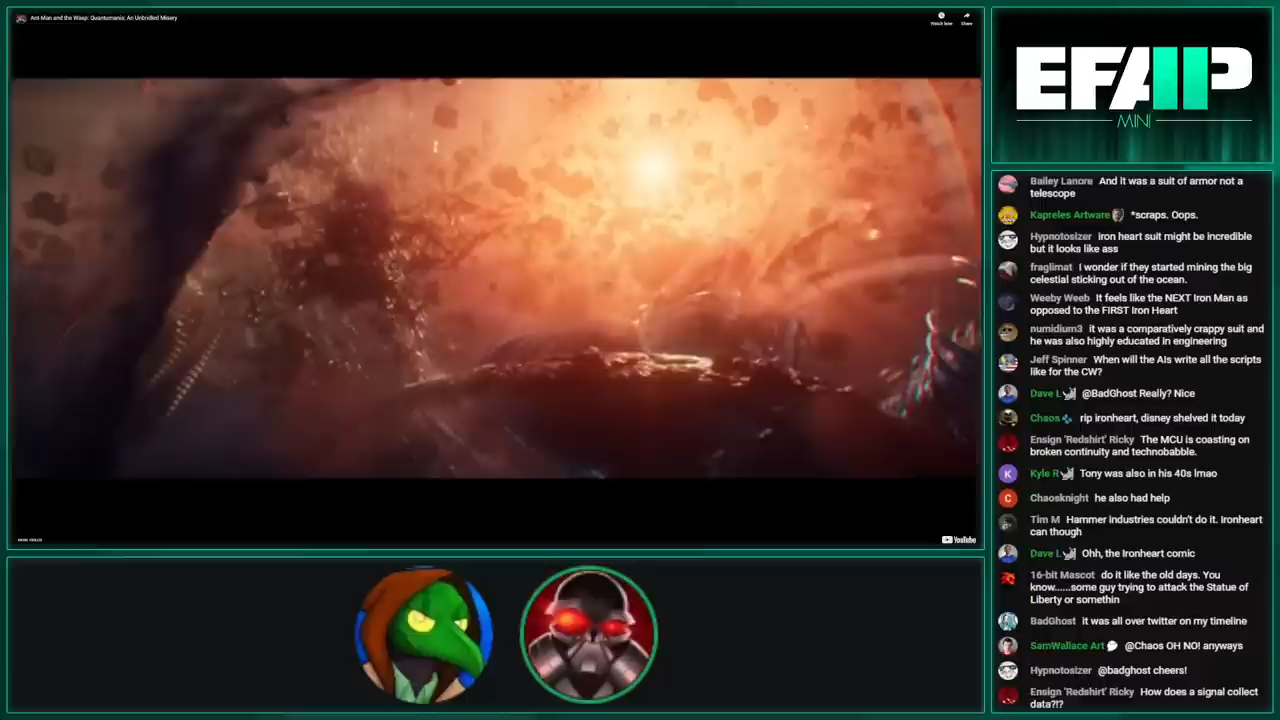 Ant-Man and the Wasp: Quantumania: An Unbridled Misery
Watch later
Share
MORE VIDEOS
YouTube
EFAP
MINI
Bailey Lanore And It was a suit of armor not a
telescope
Kapreles Artware *scraps. Oops.
Hypnotosizer iron heart suit might be incredible
but it looks like ass
fraglimat I wonder if they started mining the big
celestial sticking out of the ocean.
Weeby Weeb It feels like the NEXT Iron Man as
opposed to the FIRST Iron Heart
numidium3 it was a comparatively crappy suit and
he was also highly educated in engineering
Jeff Spinner When will the AIs write all the scripts
like for the CW?
Dave L @BadGhost Really? Nice
Chaos rip ironheart, disney shelved it today
Ensign 'Redshirt' Ricky The MCU is coasting on
broken continuity and technobabble.
K
Kyle R Tony was also in his 40s lmao
C
Chaosknight he also had help
Tim M Hammer Industries couldn't do it. Ironheart
can though
Dave L Ohh, the Ironheart comic
16-bit Mascot do it like the old days. You
know......some guy trying to attack the Statue of
Liberty or somethin
BadGhost it was all over twitter on my timeline
SamWallace Art @Chaos OH NO! anyways
Hypnotosizer @badghost cheers!
Ensign 'Redshirt' Ricky How does a signal collect
data?!?